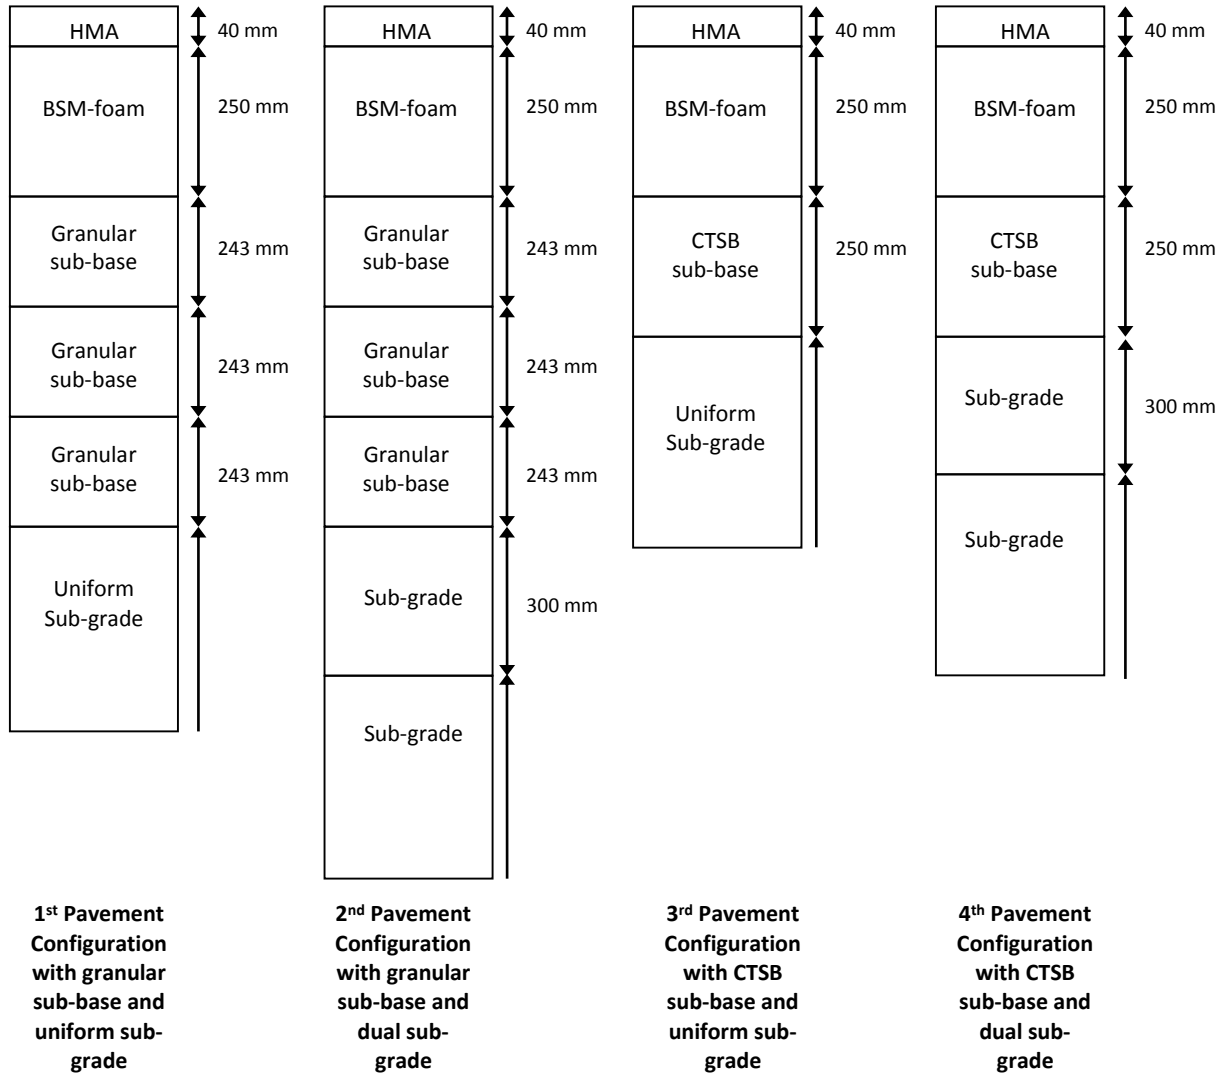 HMA
40 mm
BSM-foam
250 mm
Granular
sub-base
243 mm
Granular
sub-base
243 mm
Granular
sub-base
243 mm
Uniform
Sub-grade
1st Pavement
Configuration
with granular
sub-base and
uniform sub-
grade
HMA
40 mm
BSM-foam
250 mm
Granular
sub-base
243 mm
Granular
sub-base
243 mm
Granular
sub-base
243 mm
Sub-grade
300 mm
Sub-grade
2nd Pavement
Configuration
with granular
sub-base and
dual sub-
grade
HMA
40 mm
BSM-foam
250 mm
CTSB
sub-base
250 mm
Uniform
Sub-grade
3rd Pavement
Configuration
with CTSB
sub-base and
uniform sub-
grade
HMA
40 mm
BSM-foam
250 mm
CTSB
sub-base
250 mm
Sub-grade
300 mm
Sub-grade
4th Pavement
Configuration
with CTSB
sub-base and
dual sub-
grade